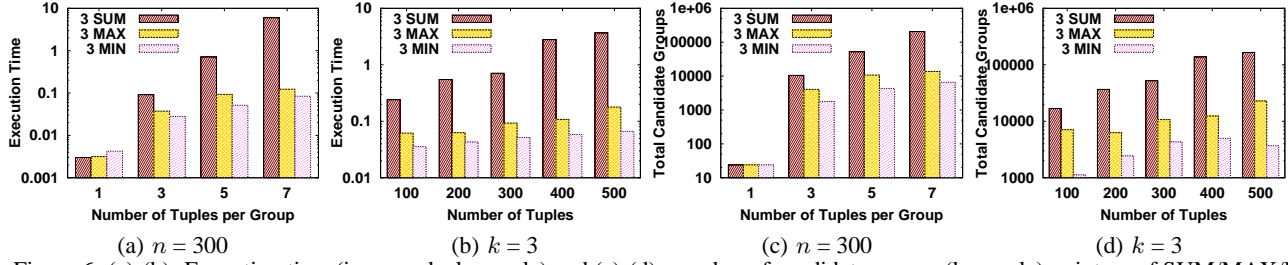 3 SUM
3 MAX
3 MIN
Execution Time
10
1
0.1
0.01
0.001
1 3 5 7
Number of Tuples per Group
(a) n = 300
3 SUM
3 MAX
3 MIN
Execution Time
10
1
0.1
0.01
100 200 300 400 500
Number of Tuples
(b) k = 3
3 SUM
3 MAX
3 MIN
Total Candidate Groups
1e+06
100000
10000
1000
100
10
1 3 5 7
Number of Tuples per Group
(c) n = 300
3 SUM
3 MAX
3 MIN
Total Candidate Groups
1e+06
100000
10000
1000
100 200 300 400 500
Number of Tuples
(d) k = 3